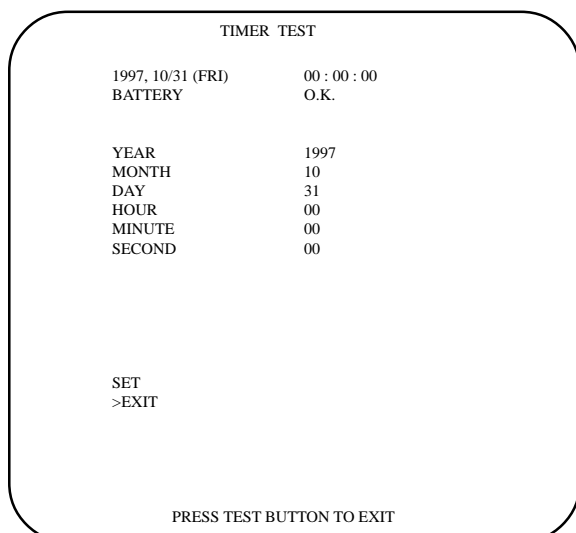 TIMER TEST
1997, 10/31 (FRI) 00 : 00 : 00
BATTERY O.K.
YEAR 1997
MONTH 10
DAY 31
HOUR 00
MINUTE 00
SECOND 00
SET
>EXIT
PRESS TEST BUTTON TO EXIT